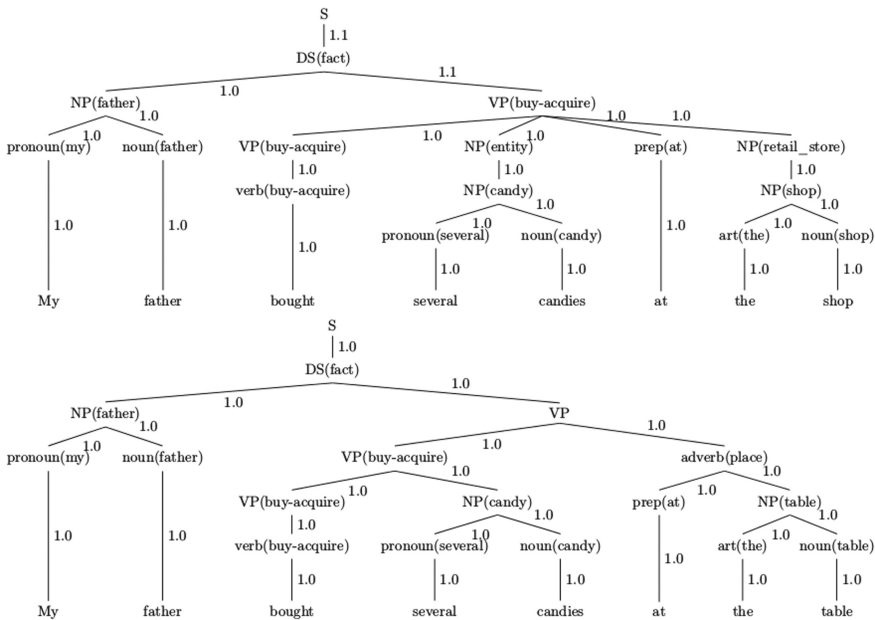 S
1.1
DS(fact)
1.0 1.1
NP(father) VP(buy-acquire)
1.0 1.0 1.0 1.0 1.0 1.0
pronoun(my) noun(father) VP(buy-acquire) NP(entity) prep(at) NP(retail_store)
1.0 1.0 1.0
verb(buy-acquire) NP(candy) NP(shop)
1.0 1.0 1.0 1.0 1.0 1.0 1.0
pronoun(several) noun(candy) art(the) noun(shop)
1.0 1.0 1.0 1.0 1.0
My father bought several candies at the shop
S
1.0
DS(fact)
1.0 1.0
NP(father) VP
1.0 1.0 1.0 1.0
pronoun(my) noun(father) VP(buy-acquire) adverb(place)
1.0 1.0 1.0 1.0
VP(buy-acquire) NP(candy) prep(at) NP(table)
1.0 1.0 1.0 1.0 1.0
verb(buy-acquire) pronoun(several) noun(candy) art(the) noun(table)
1.0 1.0 1.0 1.0 1.0 1.0 1.0 1.0
My father bought several candies at the table